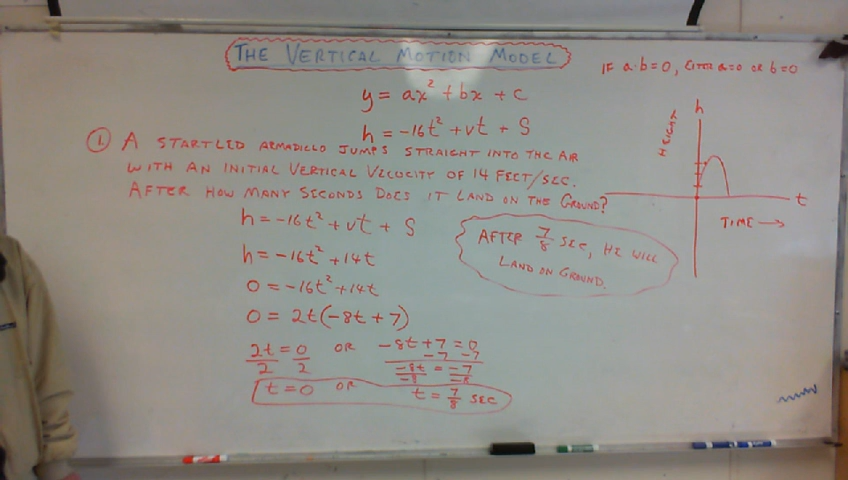 THE VERTICAL MOTION MODEL
IF a·b=0, EITHER a=0 OR b=0
y = ax² + bx + c
h = -16t² + vt + s
① A STARTLED ARMADILLO JUMPS STRAIGHT INTO THE AIR
WITH AN INITIAL VERTICAL VELOCITY OF 14 FEET/SEC.
AFTER HOW MANY SECONDS DOES IT LAND ON THE GROUND?
h = -16t² + vt + s
h = -16t² + 14t
0 = -16t² + 14t
0 = 2t(-8t + 7)
2t = 0 OR -8t + 7 = 0
2 2 -7 -7
-8t = -7
-8 -8
t = 0 OR t = 7/8 SEC
AFTER 7/8 SEC, HE WILL
LAND ON GROUND.
h
HEIGHT
t
TIME →